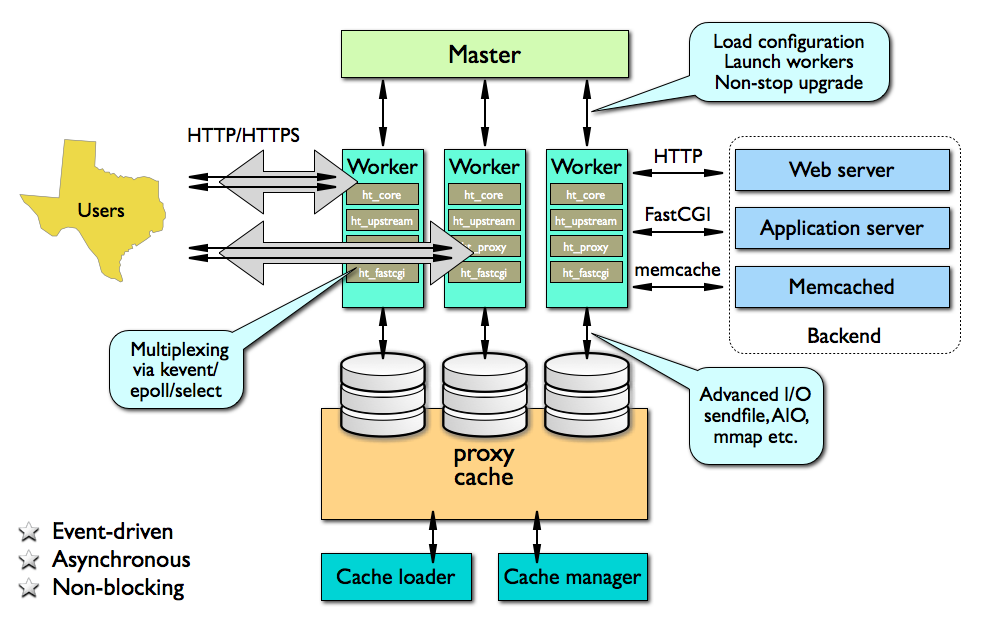 Master
Load configuration
Launch workers
Non-stop upgrade
HTTP/HTTPS
Users
Worker
ht_core
ht_upstream
ht_fastcgi
Worker
ht_core
ht_upstream
ht_proxy
ht_fastcgi
Worker
ht_core
ht_upstream
ht_proxy
ht_fastcgi
HTTP
FastCGI
memcache
Web server
Application server
Memcached
Backend
Multiplexing
via kevent/
epoll/select
Advanced I/O
sendfile, AIO,
mmap etc.
proxy
cache
Cache loader
Cache manager
Event-driven
Asynchronous
Non-blocking